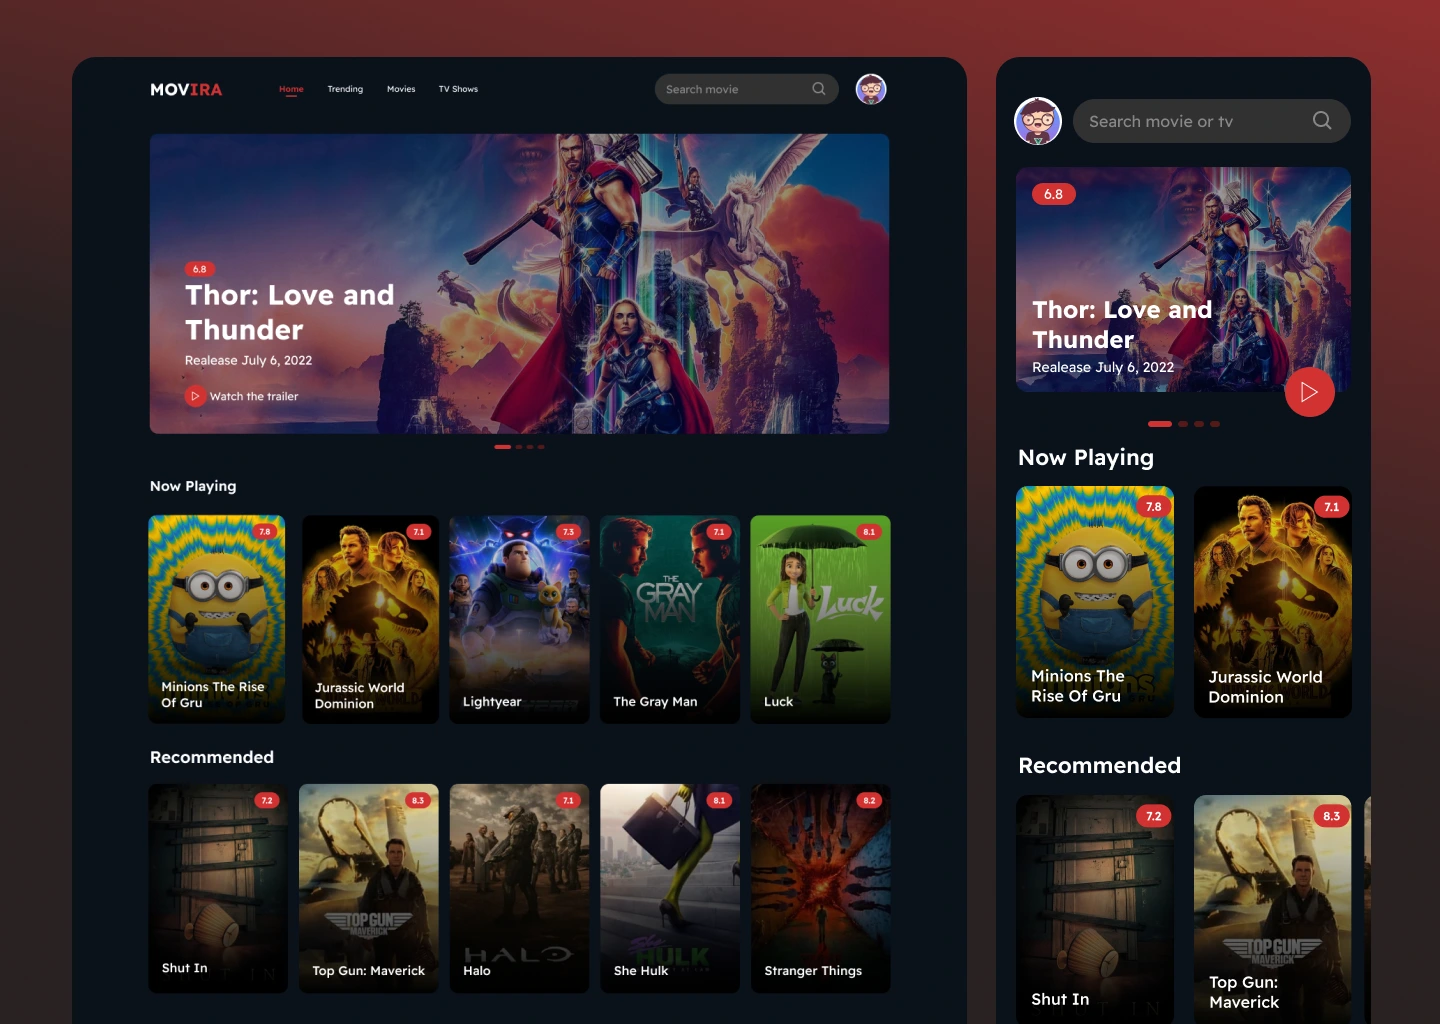 MOVIRA
Home Trending Movies TV Shows
Search movie
6.8
Thor: Love and
Thunder
Realease July 6, 2022
Watch the trailer
Now Playing
7.8
Minions The Rise
Of Gru
7.1
Jurassic World
Dominion
7.3
Lightyear
7.1
THE
GRAY
MAN
The Gray Man
8.1
Luck
Luck
Recommended
7.2
Shut In
8.3
TOP GUN
MAVERICK
Top Gun: Maverick
7.1
HALO
Halo
8.1
She
HULK
She Hulk
8.2
Stranger Things
Search movie or tv
6.8
Thor: Love and
Thunder
Realease July 6, 2022
Now Playing
7.8
Minions The
Rise Of Gru
7.1
Jurassic World
Dominion
Recommended
7.2
Shut In
SHUT IN
8.3
TOP GUN
MAVERICK
Top Gun:
Maverick